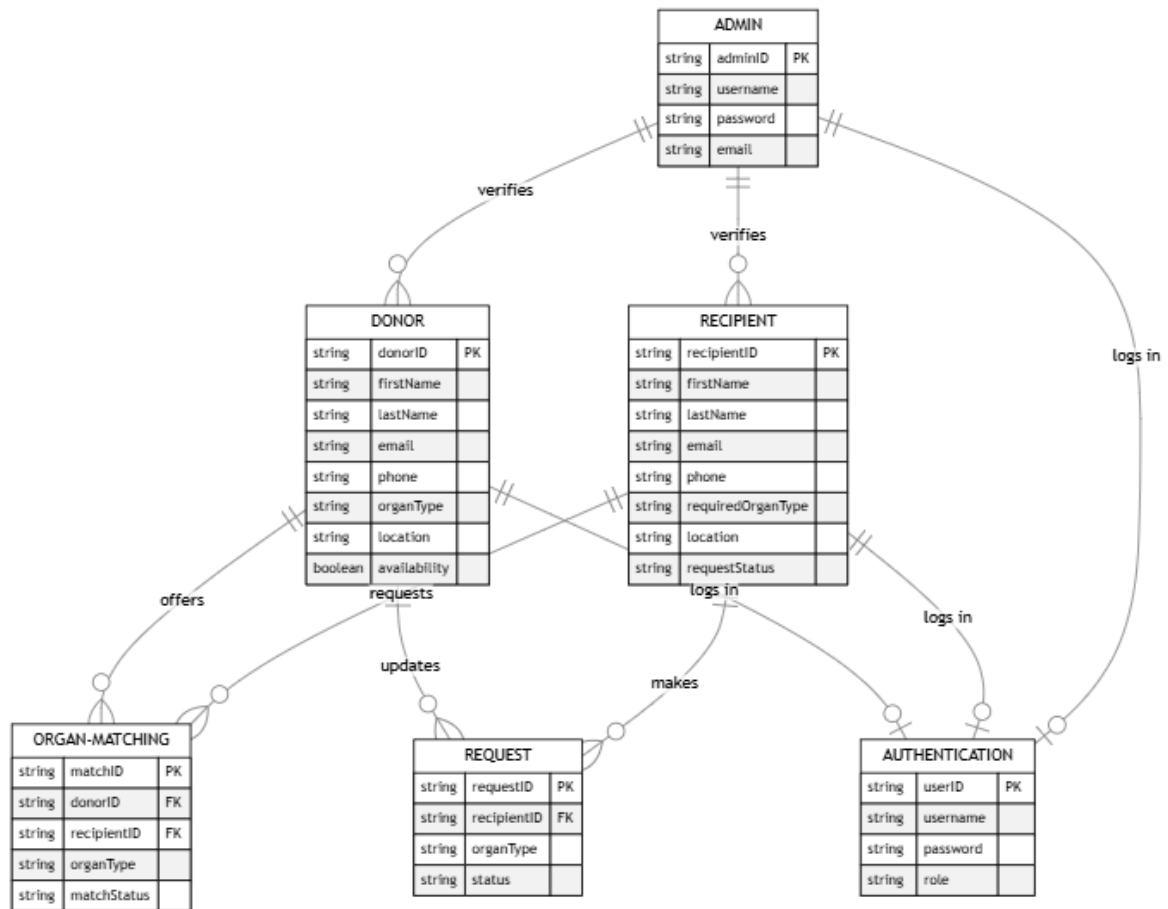 ADMIN
string adminID PK
string username
string password
string email
verifies
verifies
logs in
DONOR
string donorID PK
string firstName
string lastName
string email
string phone
string organType
string location
boolean availability
RECIPIENT
string recipientID PK
string firstName
string lastName
string email
string phone
string requiredOrganType
string location
string requestStatus
offers
requests
logs in
logs in
updates
makes
ORGAN-MATCHING
string matchID PK
string donorID FK
string recipientID FK
string organType
string matchStatus
REQUEST
string requestID PK
string recipientID FK
string organType
string status
AUTHENTICATION
string userID PK
string username
string password
string role